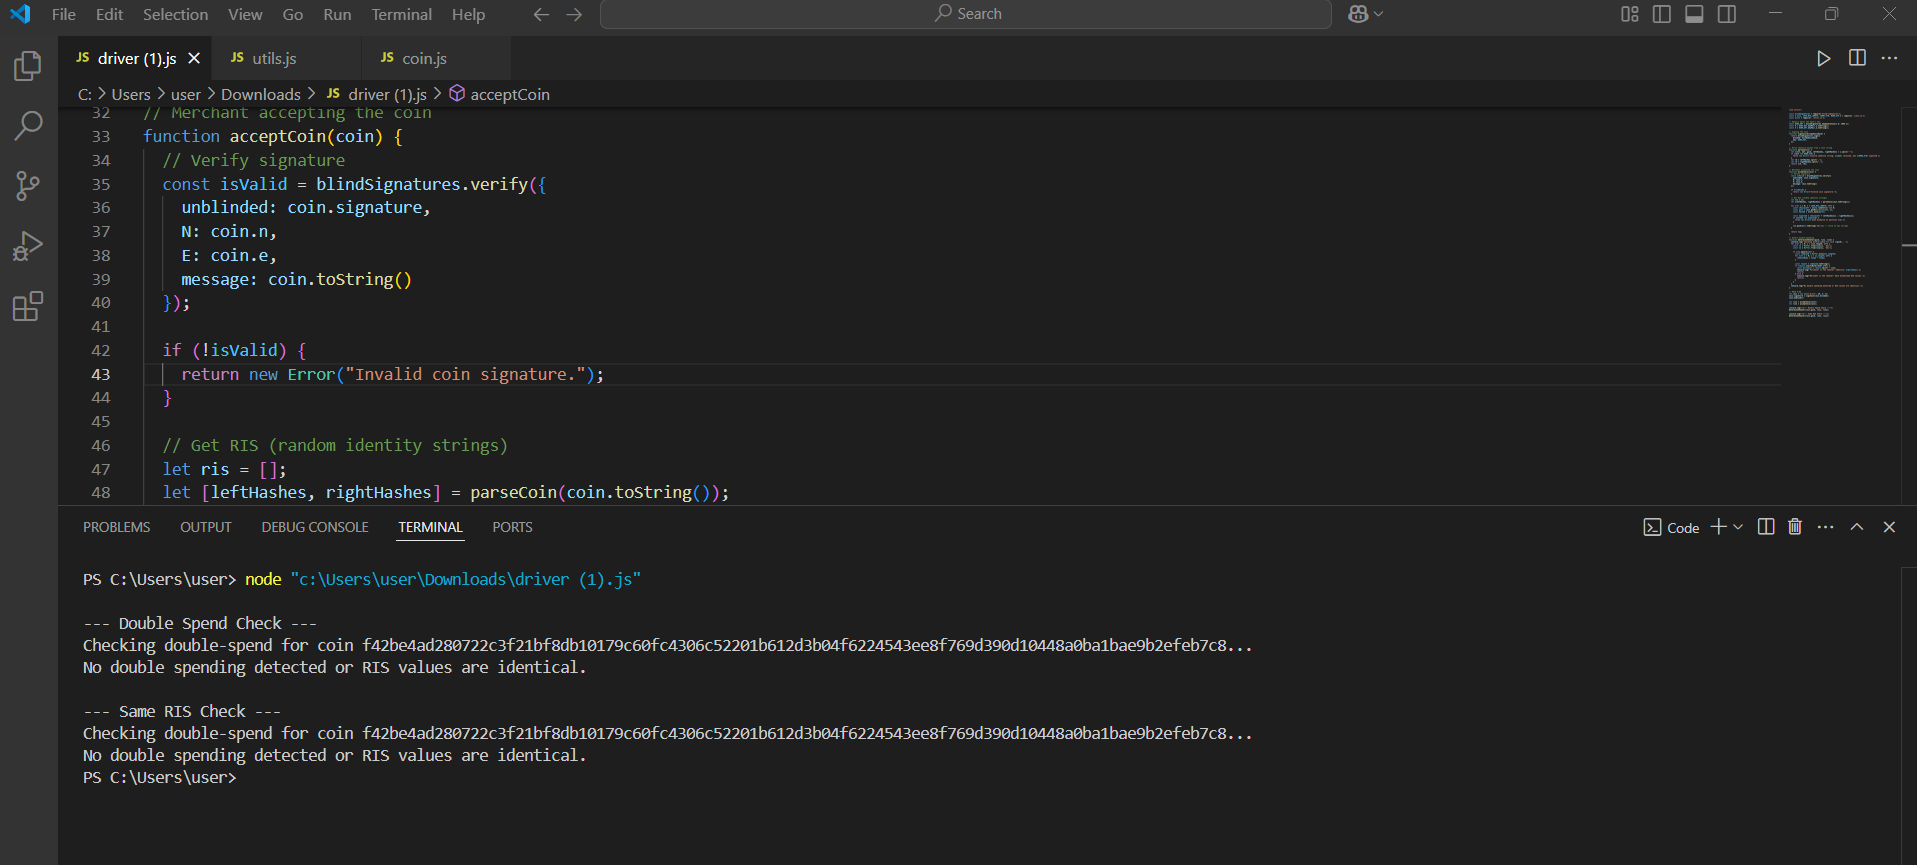 File Edit Selection View Go Run Terminal Help
Search
JS driver (1).js
JS utils.js
JS coin.js
C: > Users > user > Downloads > JS driver (1).js > acceptCoin
32 // Merchant accepting the coin
33 function acceptCoin(coin) {
34 // Verify signature
35 const isValid = blindSignatures.verify({
36 unblinded: coin.signature,
37 N: coin.n,
38 E: coin.e,
39 message: coin.toString()
40 });
41
42 if (!isValid) {
43 return new Error("Invalid coin signature.");
44 }
45
46 // Get RIS (random identity strings)
47 let ris = [];
48 let [leftHashes, rightHashes] = parseCoin(coin.toString());
PROBLEMS OUTPUT DEBUG CONSOLE TERMINAL PORTS
Code
PS C:\Users\user> node "c:\Users\user\Downloads\driver (1).js"
--- Double Spend Check ---
Checking double-spend for coin f42be4ad280722c3f21bf8db10179c60fc4306c52201b612d3b04f6224543ee8f769d390d10448a0ba1bae9b2efeb7c8...
No double spending detected or RIS values are identical.
--- Same RIS Check ---
Checking double-spend for coin f42be4ad280722c3f21bf8db10179c60fc4306c52201b612d3b04f6224543ee8f769d390d10448a0ba1bae9b2efeb7c8...
No double spending detected or RIS values are identical.
PS C:\Users\user>